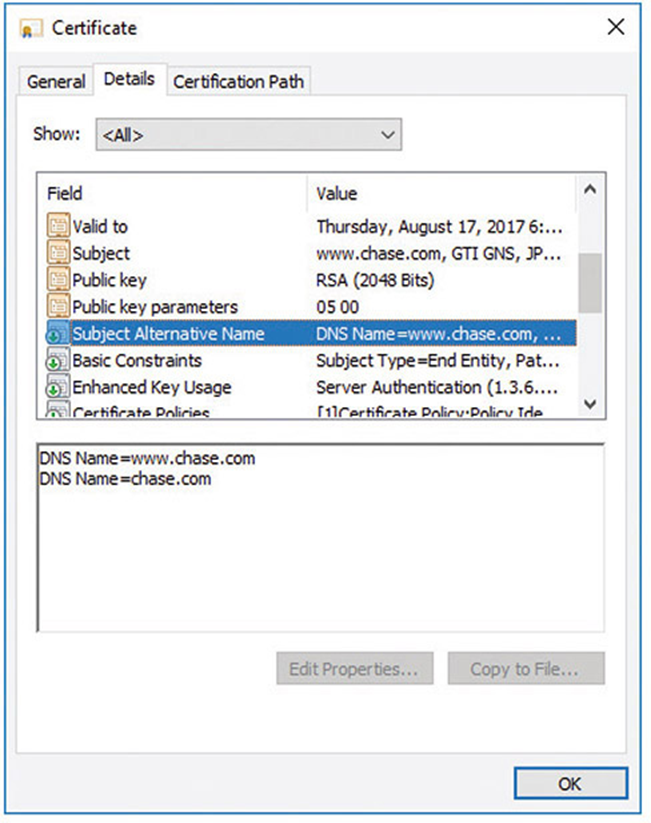 Certificate
General Details Certification Path
Show: <All>
Field Value
Valid to Thursday, August 17, 2017 6:...
Subject www.chase.com, GTI GNS, JP...
Public key RSA (2048 Bits)
Public key parameters 05 00
Subject Alternative Name DNS Name=www.chase.com, ...
Basic Constraints Subject Type=End Entity, Pat...
Enhanced Key Usage Server Authentication (1.3.6....
Certificate Policies [1]Certificate Policy:Policy Ide
DNS Name=www.chase.com
DNS Name=chase.com
Edit Properties... Copy to File...
OK